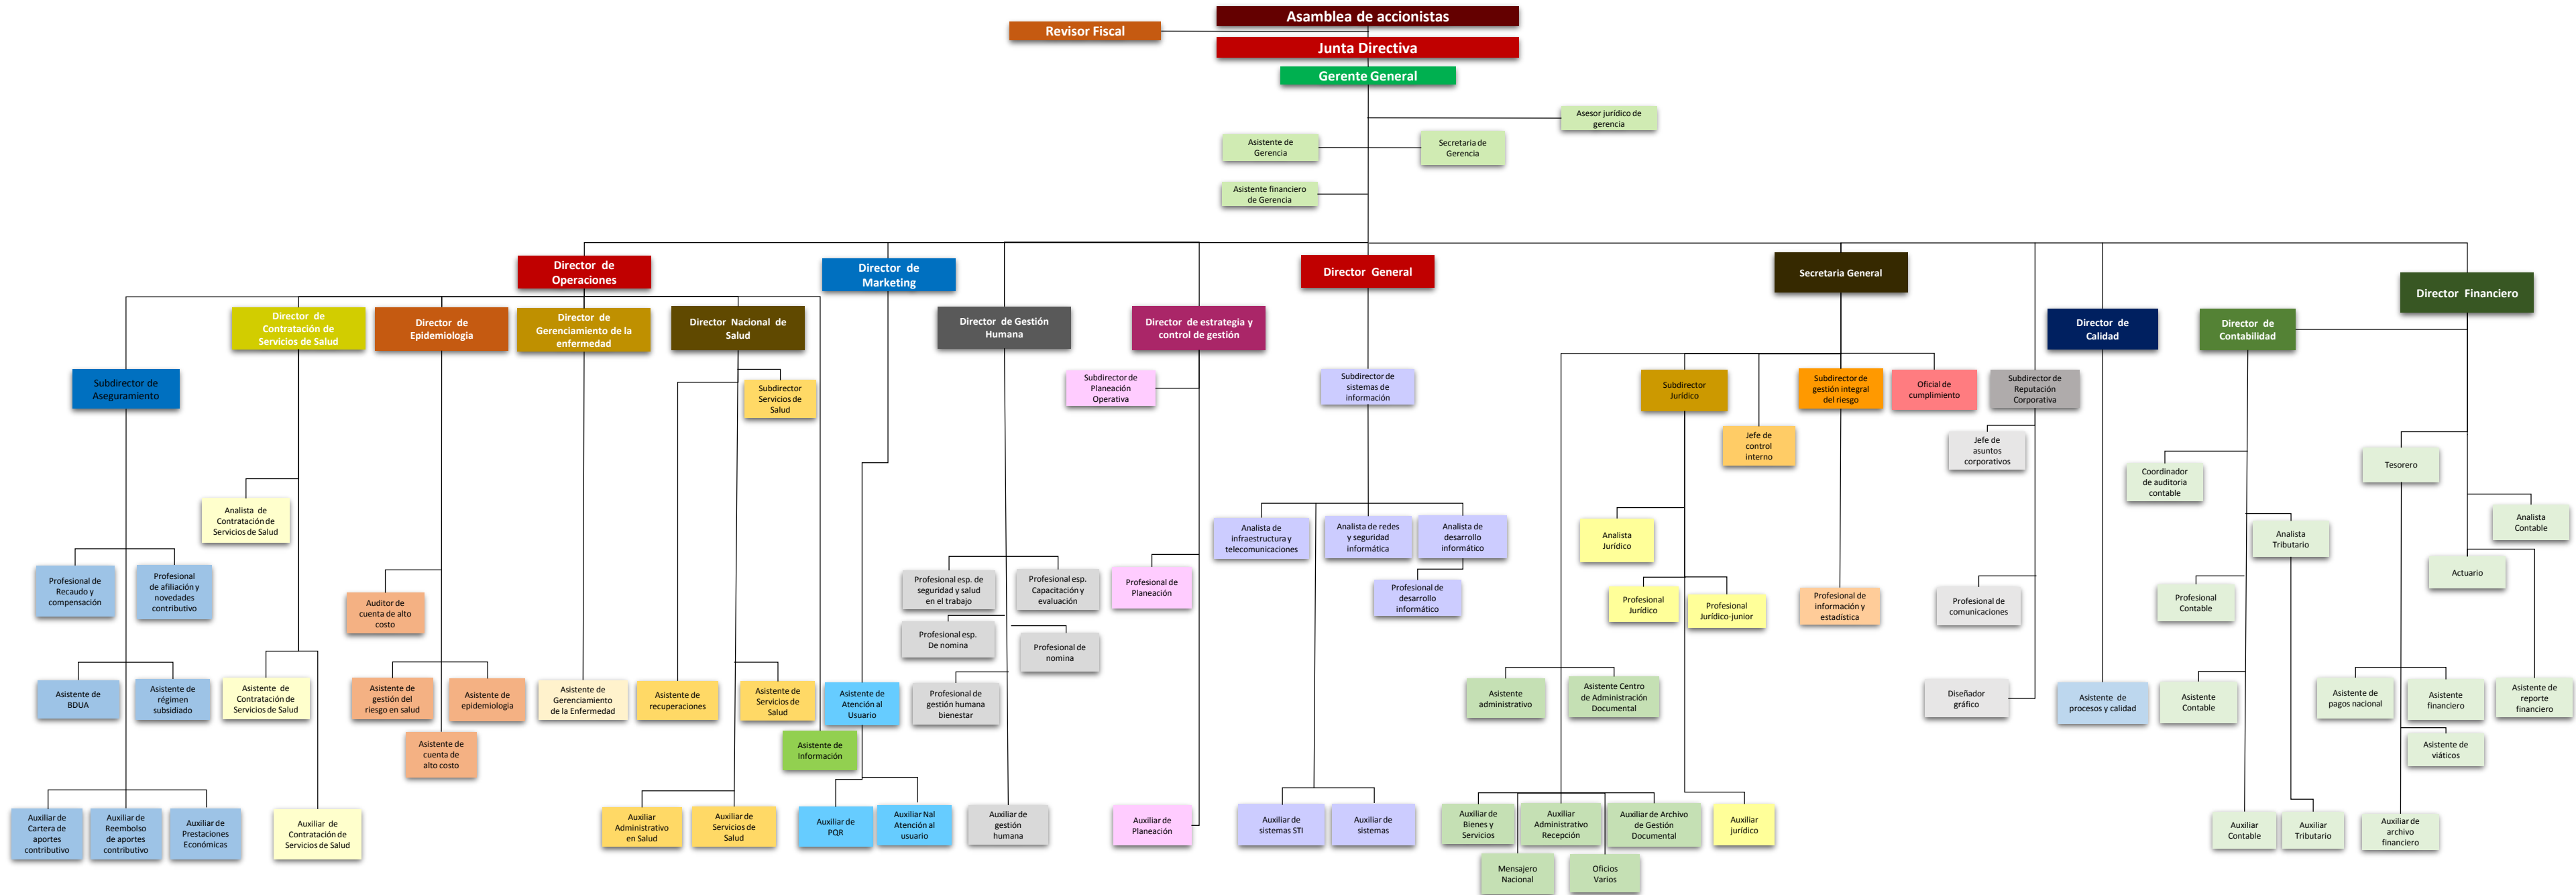 Asamblea de accionistas
Revisor Fiscal
Junta Directiva
Gerente General
Asesor jurídico de
gerencia
Asistente de
Gerencia
Secretaria de
Gerencia
Asistente financiero
de Gerencia
Director de
Operaciones
Director de
Marketing
Director General
Secretaria General
Director Financiero
Director de
Contratación de
Servicios de Salud
Director de
Epidemiologia
Director de
Gerenciamiento de la
enfermedad
Director Nacional de
Salud
Director de Gestión
Humana
Director de estrategia y
control de gestión
Director de
Calidad
Director de
Contabilidad
Subdirector de
Aseguramiento
Subdirector
Servicios de
Salud
Subdirector de
Planeación
Operativa
Subdirector de
sistemas de
información
Subdirector
Jurídico
Subdirector de
gestión integral
del riesgo
Oficial de
cumplimiento
Subdirector de
Reputación
Corporativa
Jefe de
control
interno
Jefe de
asuntos
corporativos
Coordinador
de auditoria
contable
Tesorero
Analista de
Contratación de
Servicios de Salud
Analista de
infraestructura y
telecomunicaciones
Analista de redes
y seguridad
informática
Analista de
desarrollo
informático
Analista
Jurídico
Analista
Tributario
Analista
Contable
Profesional de
Recaudo y
compensación
Profesional
de afiliación y
novedades
contributivo
Auditor de
cuenta de alto
costo
Profesional esp. de
seguridad y salud
en el trabajo
Profesional esp.
Capacitación y
evaluación
Profesional de
Planeación
Profesional de
desarrollo
informático
Profesional
Jurídico
Profesional
Jurídico-junior
Profesional de
información y
estadística
Profesional de
comunicaciones
Profesional
Contable
Actuario
Profesional esp.
De nomina
Profesional de
nomina
Asistente de
BDUA
Asistente de
régimen
subsidiado
Asistente de
Contratación de
Servicios de Salud
Asistente de
gestión del
riesgo en salud
Asistente de
epidemiologia
Asistente de
Gerenciamiento
de la Enfermedad
Asistente de
recuperaciones
Asistente de
Servicios de
Salud
Asistente de
Atención al
Usuario
Profesional de
gestión humana
bienestar
Asistente
administrativo
Asistente Centro
de Administración
Documental
Diseñador
gráfico
Asistente de
procesos y calidad
Asistente
Contable
Asistente de
pagos nacional
Asistente
financiero
Asistente de
reporte
financiero
Asistente de
cuenta de
alto costo
Asistente de
Información
Asistente de
viáticos
Auxiliar de
Cartera de
aportes
contributivo
Auxiliar de
Reembolso
de aportes
contributivo
Auxiliar de
Prestaciones
Económicas
Auxiliar de
Contratación de
Servicios de Salud
Auxiliar
Administrativo
en Salud
Auxiliar de
Servicios de
Salud
Auxiliar de
PQR
Auxiliar Nal
Atención al
usuario
Auxiliar de
gestión
humana
Auxiliar de
Planeación
Auxiliar de
sistemas STI
Auxiliar de
sistemas
Auxiliar de
Bienes y
Servicios
Auxiliar
Administrativo
Recepción
Auxiliar de Archivo
de Gestión
Documental
Auxiliar
jurídico
Auxiliar
Contable
Auxiliar
Tributario
Auxiliar de
archivo
financiero
Mensajero
Nacional
Oficios
Varios